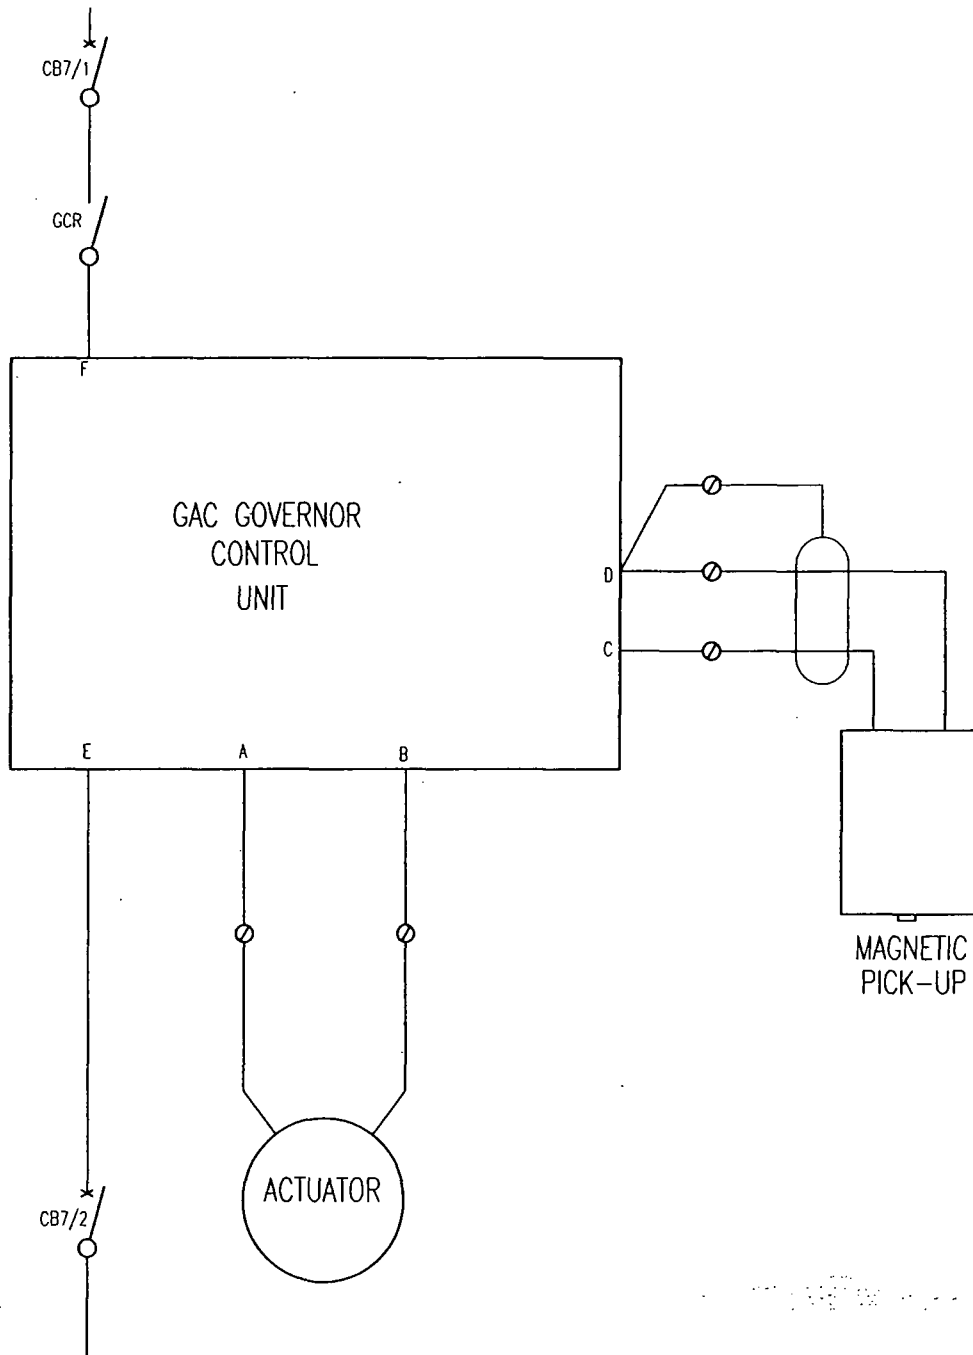 CB7/1
GCR
F
GAC GOVERNOR
CONTROL
UNIT
D
C
E
A
B
MAGNETIC
PICK-UP
ACTUATOR
CB7/2